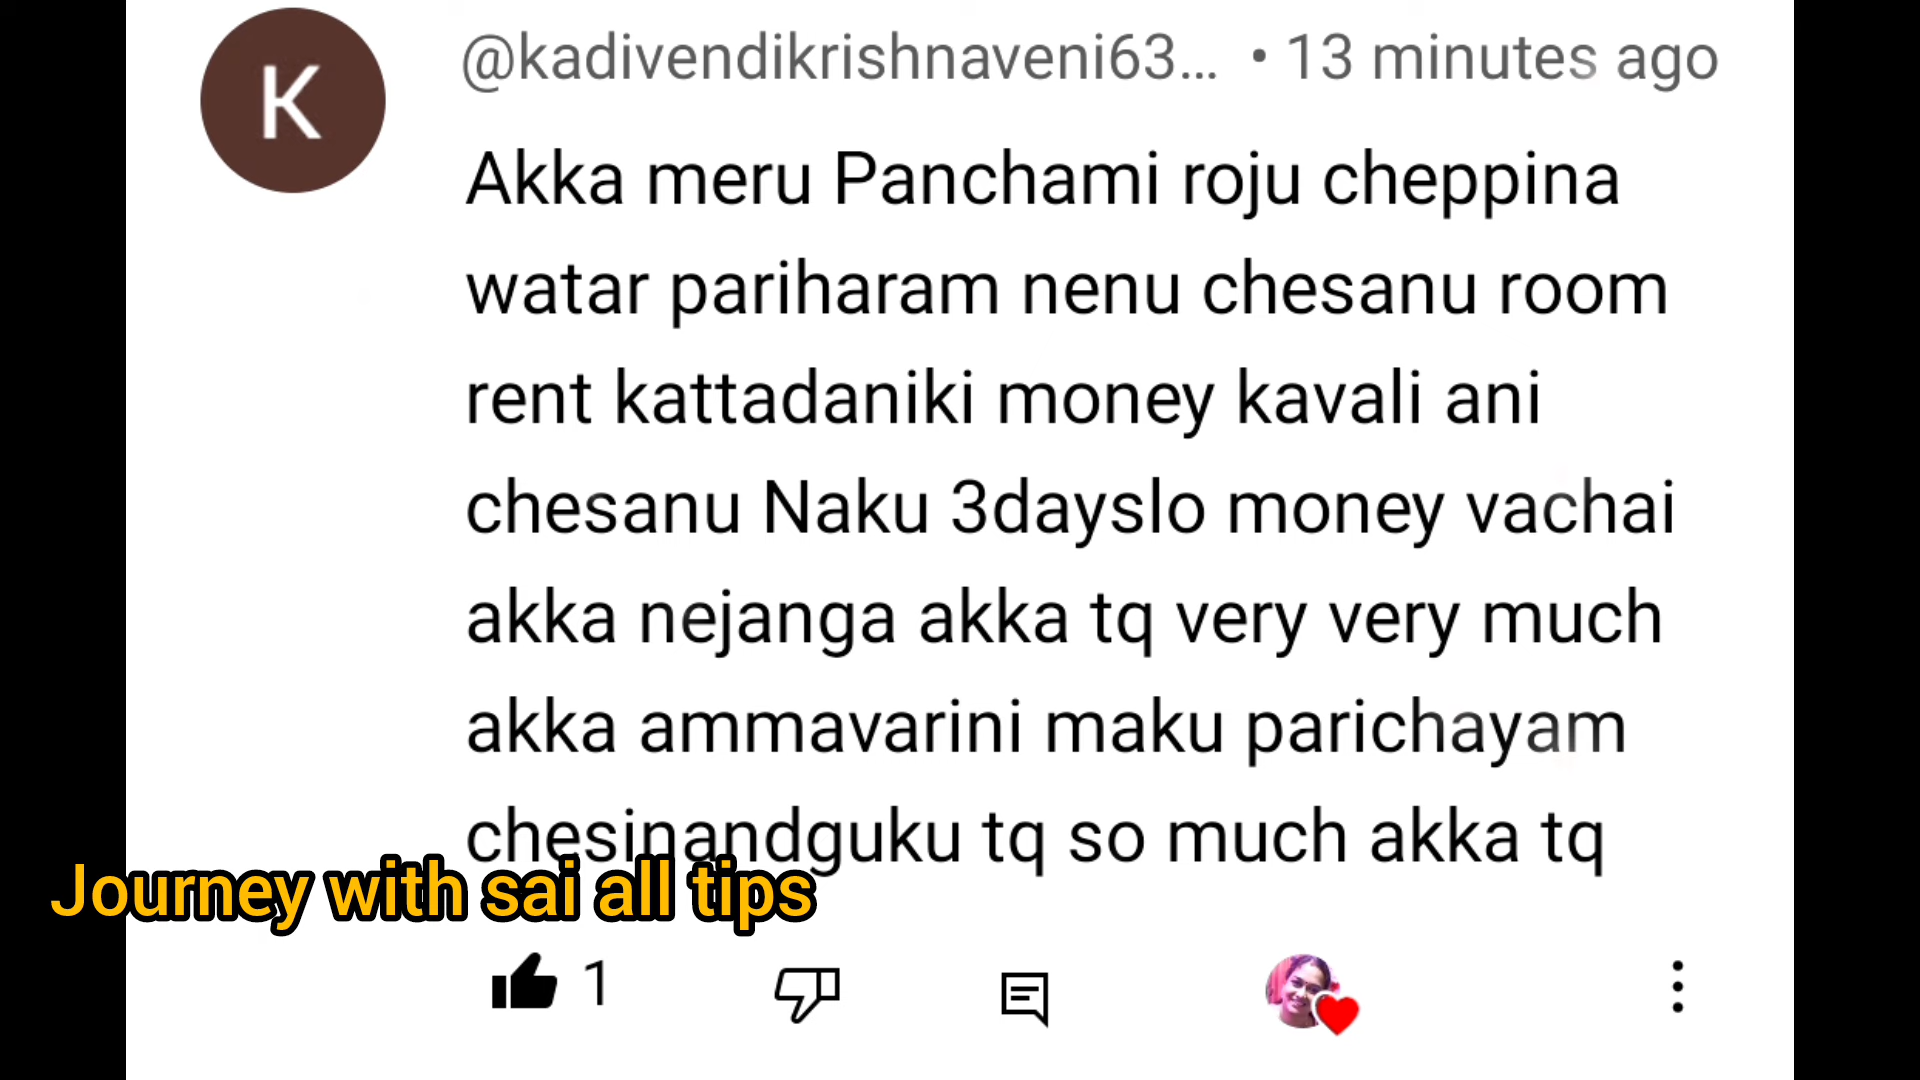 K
@kadivendikrishnaveni63... • 13 minutes ago
Akka meru Panchami roju cheppina
watar pariharam nenu chesanu room
rent kattadaniki money kavali ani
chesanu Naku 3dayslo money vachai
akka nejanga akka tq very very much
akka ammavarini maku parichayam
chesinandguku tq so much akka tq
Journey with sai all tips
1